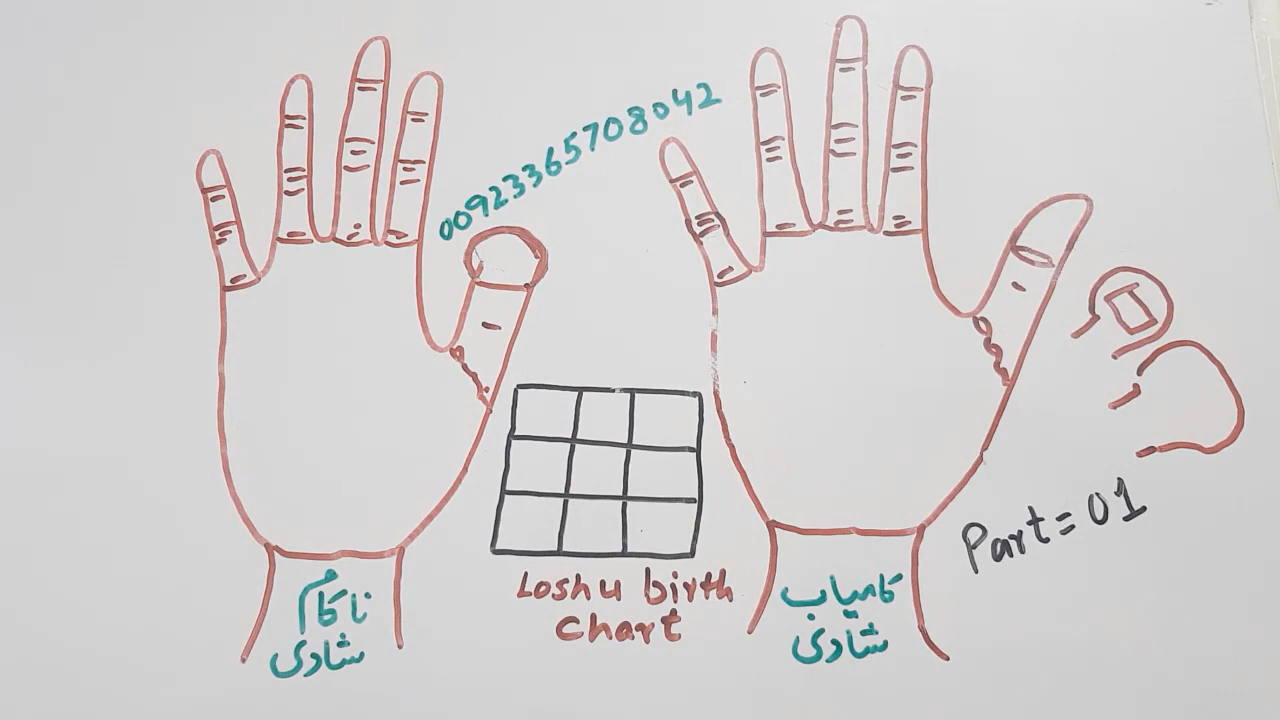 00923365708042
Part=01
Loshu birth
chart
ناکام
شادی
کامیاب
شادی